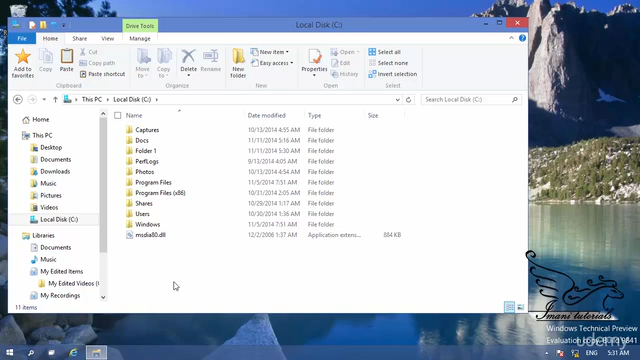 Drive Tools
Local Disk (C:)
File Home Share View Manage
Add to favorites
Copy
Paste
Cut
Copy path
Paste shortcut
Clipboard
Move to
Copy to
Delete
Rename
Organize
New folder
New item
Easy access
New
Properties
Open
Edit
History
Open
Select all
Select none
Invert selection
Select
This PC Local Disk (C:)
Search Local Disk (C:)
Home
This PC
Desktop
Documents
Downloads
Music
Pictures
Videos
Local Disk (C:)
Libraries
Documents
Music
My Edited Items
My Edited Videos (
My Recordings
Name Date modified Type Size
Captures 10/13/2014 4:55 AM File folder
Docs 11/11/2014 5:16 AM File folder
Folder 1 11/11/2014 5:30 AM File folder
PerfLogs 9/13/2014 4:05 AM File folder
Photos 10/13/2014 4:54 AM File folder
Program Files 11/5/2014 7:51 AM File folder
Program Files (x86) 10/31/2014 2:05 AM File folder
Shares 10/29/2014 1:17 AM File folder
Users 10/30/2014 1:36 AM File folder
Windows 11/5/2014 7:51 AM File folder
msdia80.dll 12/2/2006 1:37 AM Application extens... 884 KB
11 items
Imani tutorials
Windows Technical Preview
Evaluation copy. Build 9841
udemy
ENG 5:31 AM